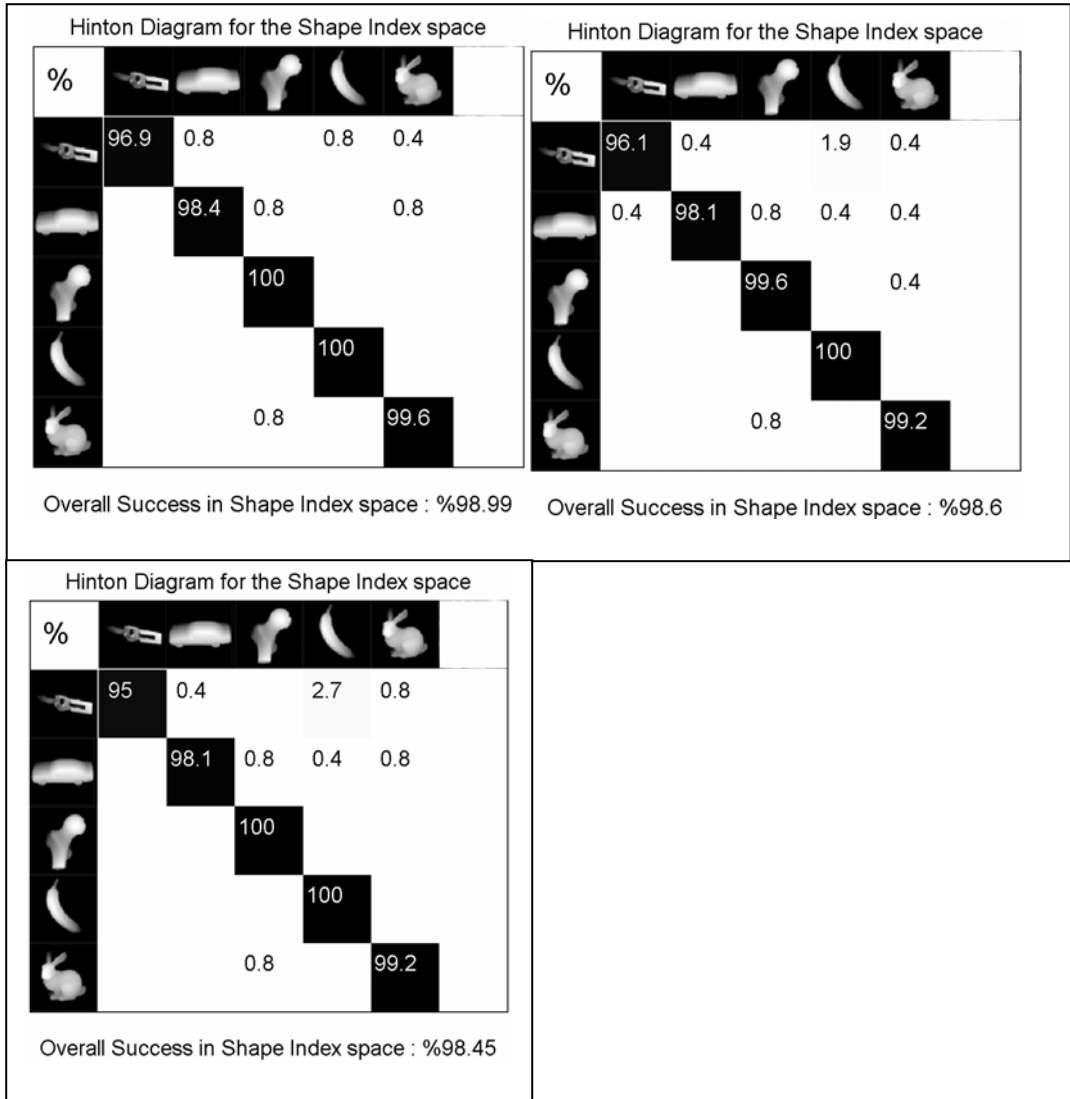 Hinton Diagram for the Shape Index space
%
96.9 0.8 0.8 0.4
98.4 0.8 0.8
100
100
0.8 99.6
Overall Success in Shape Index space : %98.99
Hinton Diagram for the Shape Index space
%
96.1 0.4 1.9 0.4
0.4 98.1 0.8 0.4 0.4
99.6 0.4
100
0.8 99.2
Overall Success in Shape Index space : %98.6
Hinton Diagram for the Shape Index space
%
95 0.4 2.7 0.8
98.1 0.8 0.4 0.8
100
100
0.8 99.2
Overall Success in Shape Index space : %98.45